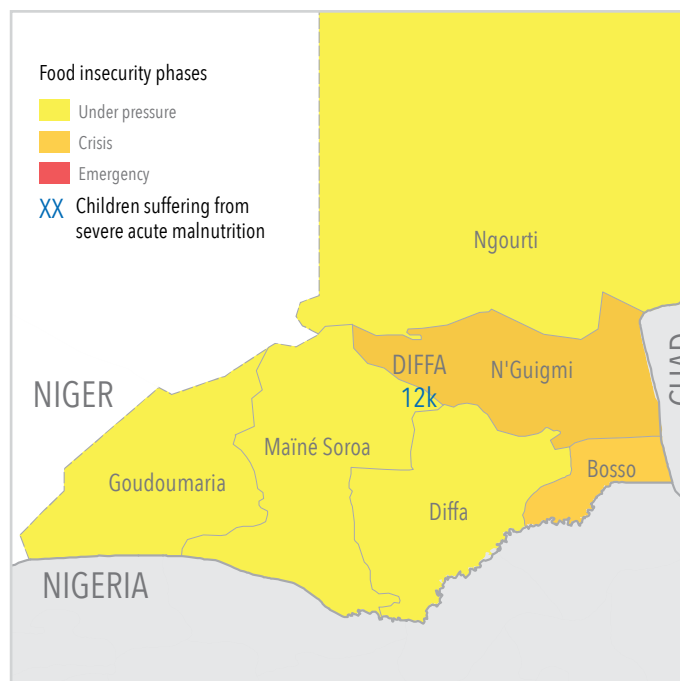 Food insecurity phases
Under pressure
Crisis
Emergency
XX Children suffering from
severe acute malnutrition
Ngourti
DIFFA
N'Guigmi
CHAD
NIGER
12k
Maïné Soroa
Bosso
Goudoumaria
Diffa
NIGERIA